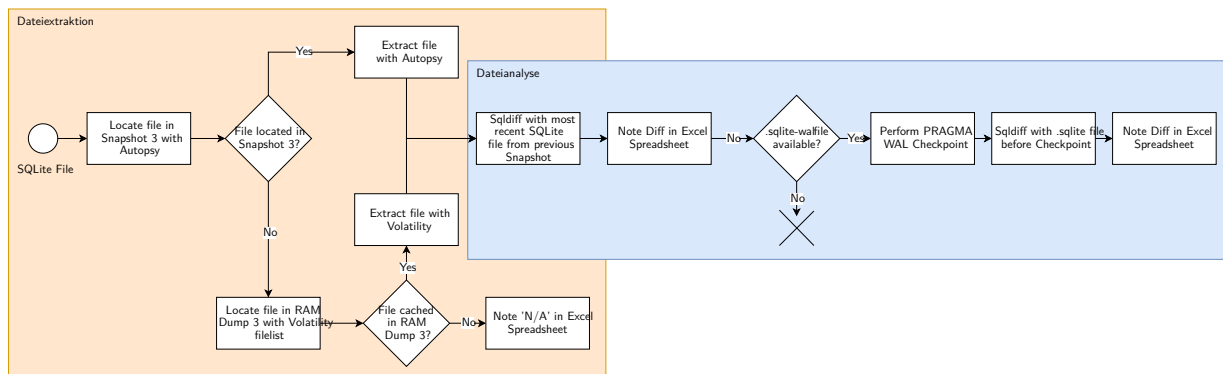 Dateiextraktion
SQLite File
Locate file in
Snapshot 3 with
Autopsy
File located in
Snapshot 3?
Yes
Extract file
with Autopsy
No
Locate file in RAM
Dump 3 with Volatility
filelist
File cached
in RAM
Dump 3?
Yes
Extract file with
Volatility
No
Note 'N/A' in Excel
Spreadsheet
Dateianalyse
Sqldiff with most
recent SQLite
file from previous
Snapshot
Note Diff in Excel
Spreadsheet
No
.sqlite-walfile
available?
No
Yes
Perform PRAGMA
WAL Checkpoint
Sqldiff with .sqlite file
before Checkpoint
Note Diff in Excel
Spreadsheet